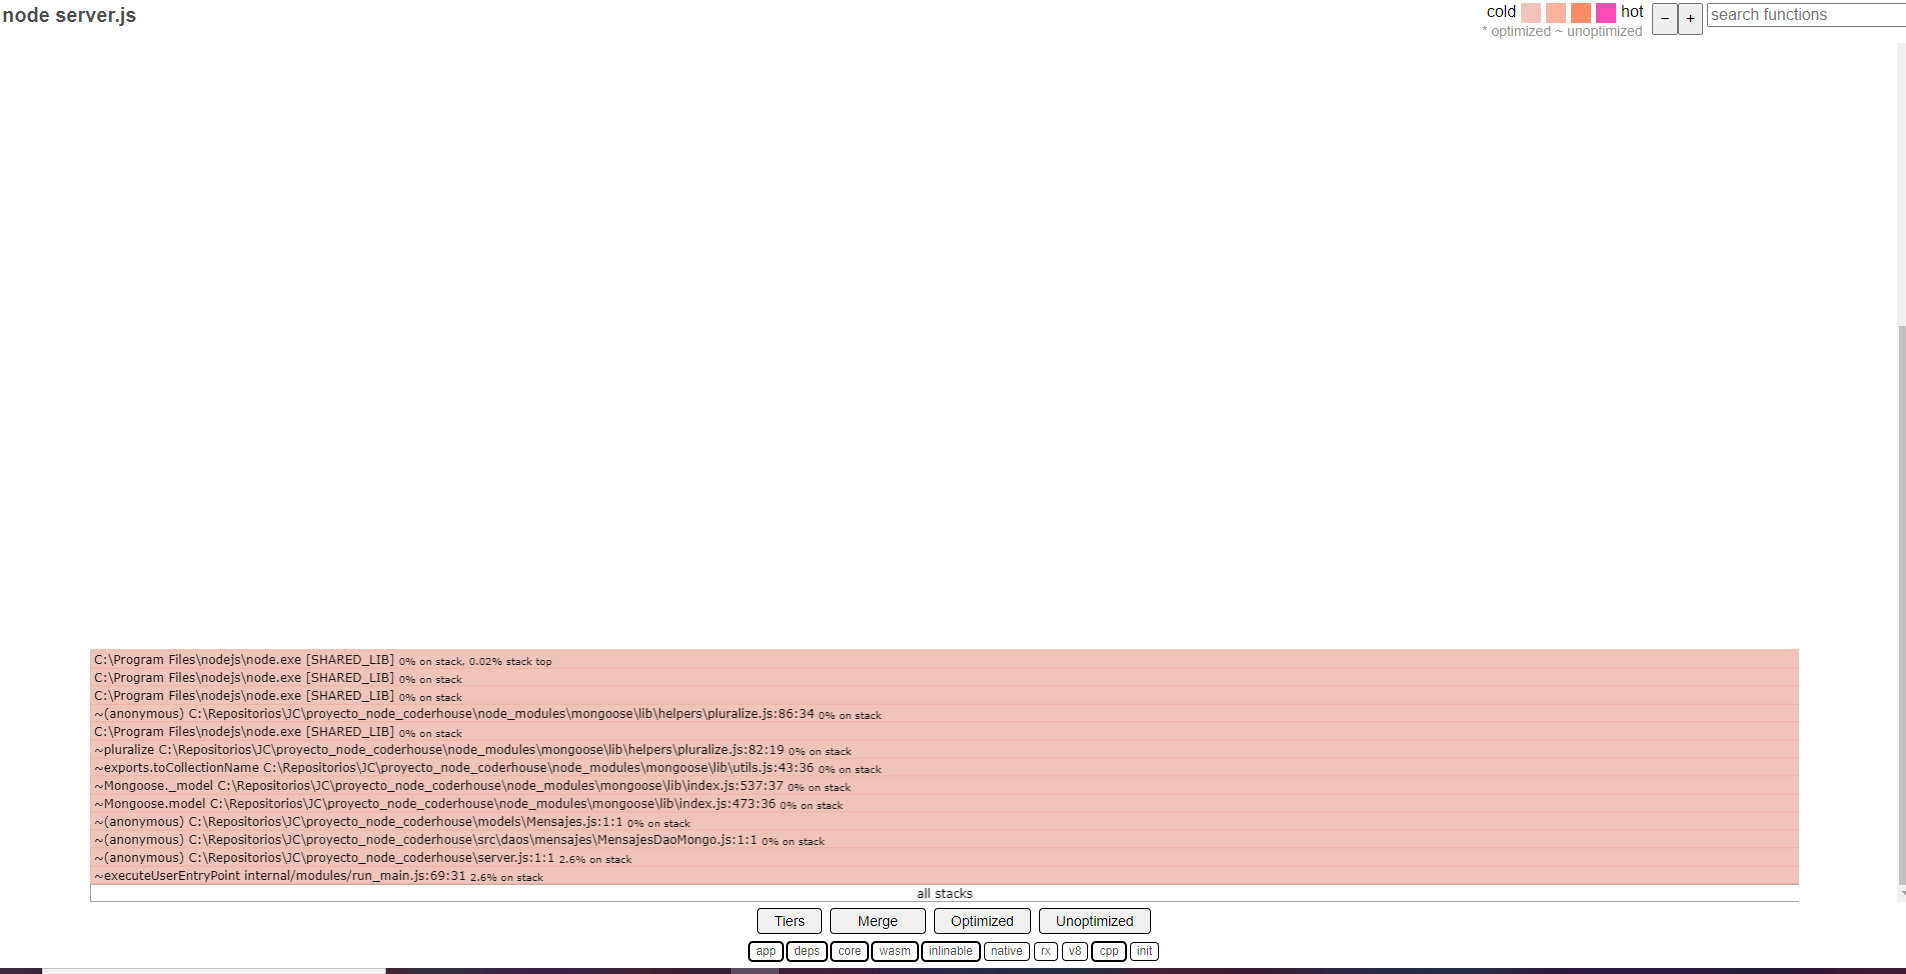 node server.js
cold hot
* optimized ~ unoptimized
− +
search functions
C:\Program Files\nodejs\node.exe [SHARED_LIB] 0% on stack, 0.02% stack top
C:\Program Files\nodejs\node.exe [SHARED_LIB] 0% on stack
C:\Program Files\nodejs\node.exe [SHARED_LIB] 0% on stack
~(anonymous) C:\Repositorios\JC\proyecto_node_coderhouse\node_modules\mongoose\lib\helpers\pluralize.js:86:34 0% on stack
C:\Program Files\nodejs\node.exe [SHARED_LIB] 0% on stack
~pluralize C:\Repositorios\JC\proyecto_node_coderhouse\node_modules\mongoose\lib\helpers\pluralize.js:82:19 0% on stack
~exports.toCollectionName C:\Repositorios\JC\proyecto_node_coderhouse\node_modules\mongoose\lib\utils.js:43:36 0% on stack
~Mongoose._model C:\Repositorios\JC\proyecto_node_coderhouse\node_modules\mongoose\lib\index.js:537:37 0% on stack
~Mongoose.model C:\Repositorios\JC\proyecto_node_coderhouse\node_modules\mongoose\lib\index.js:473:36 0% on stack
~(anonymous) C:\Repositorios\JC\proyecto_node_coderhouse\models\Mensajes.js:1:1 0% on stack
~(anonymous) C:\Repositorios\JC\proyecto_node_coderhouse\src\daos\mensajes\MensajesDaoMongo.js:1:1 0% on stack
~(anonymous) C:\Repositorios\JC\proyecto_node_coderhouse\server.js:1:1 2.6% on stack
~executeUserEntryPoint internal/modules/run_main.js:69:31 2.6% on stack
all stacks
Tiers Merge Optimized Unoptimized
app deps core wasm inlinable native rx v8 cpp init